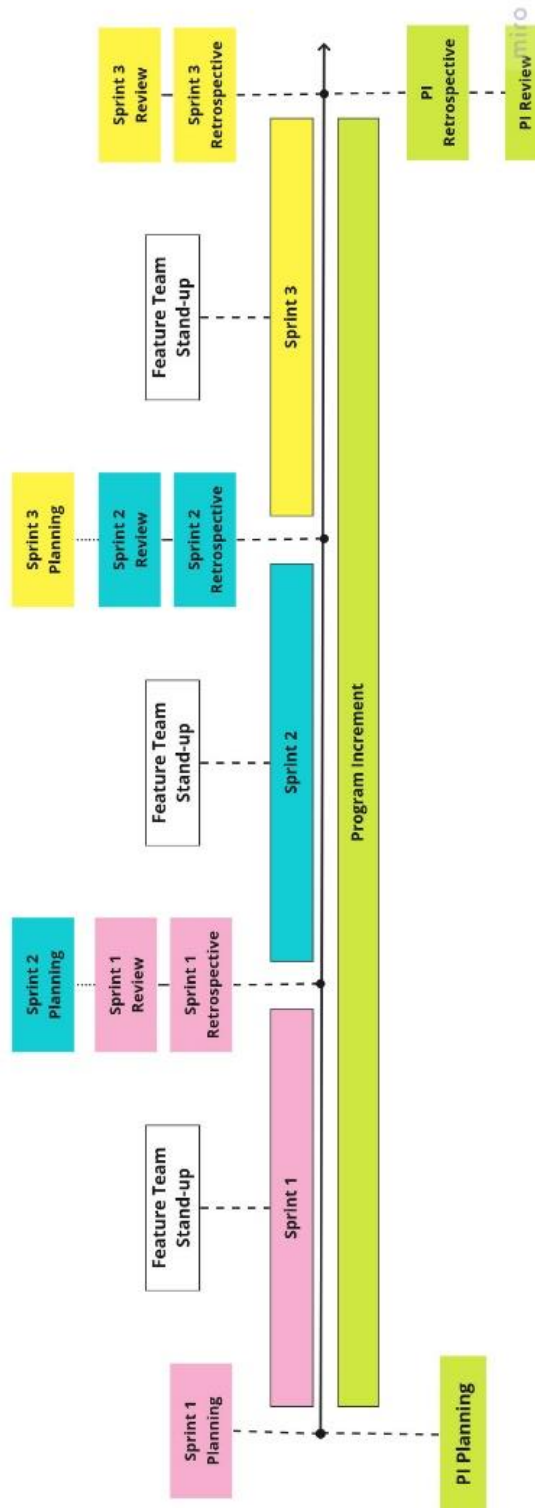 Sprint 2
Planning
Sprint 3
Planning
Sprint 1
Review
Sprint 2
Review
Sprint 3
Review
Sprint 1
Planning
Sprint 1
Retrospective
Sprint 2
Retrospective
Sprint 3
Retrospective
Feature Team
Stand-up
Feature Team
Stand-up
Feature Team
Stand-up
Sprint 1
Sprint 2
Sprint 3
Program Increment
PI Planning
PI
Retrospective
PI Review
miro